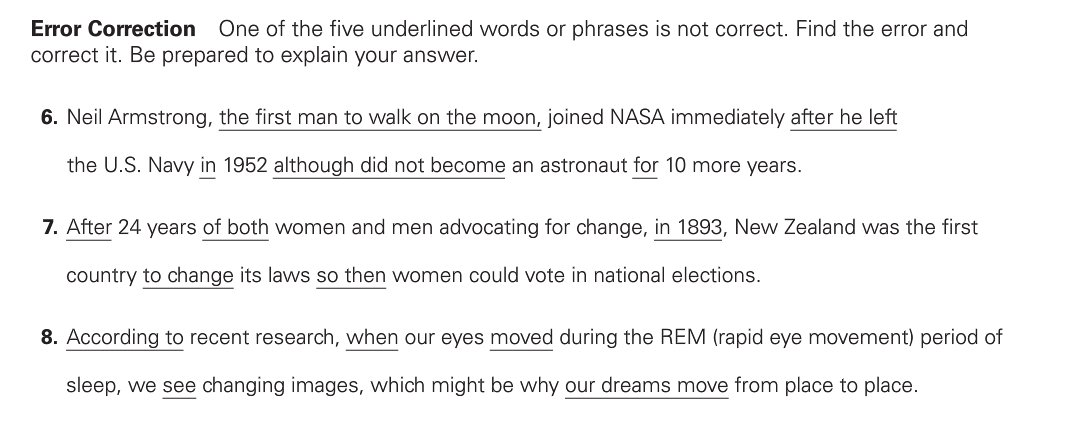 Error Correction One of the five underlined words or phrases is not correct. Find the error and
correct it. Be prepared to explain your answer.
6. Neil Armstrong, the first man to walk on the moon, joined NASA immediately after he left
the U.S. Navy in 1952 although did not become an astronaut for 10 more years.
7. After 24 years of both women and men advocating for change, in 1893, New Zealand was the first
country to change its laws so then women could vote in national elections.
8. According to recent research, when our eyes moved during the REM (rapid eye movement) period of
sleep, we see changing images, which might be why our dreams move from place to place.